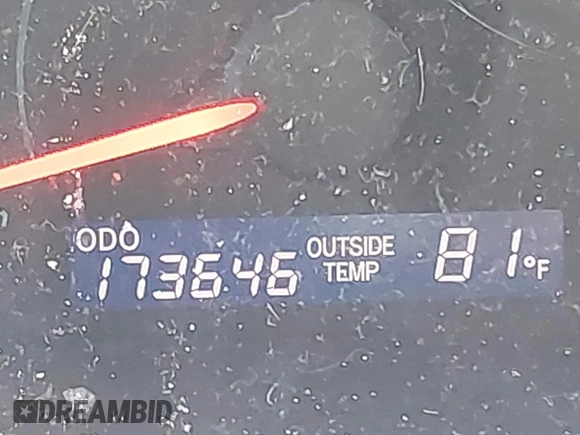 ODO
173646
OUTSIDE
TEMP
81°F
DREAMBID